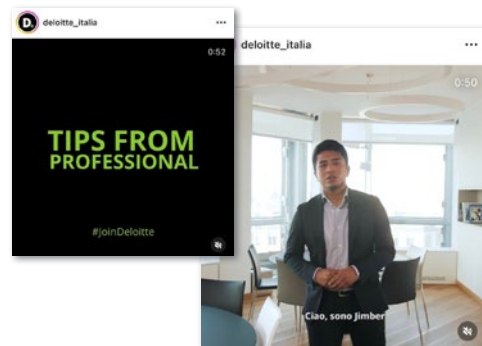 D.
deloitte_italia
...
0:52
TIPS FROM
PROFESSIONAL
#JoinDeloitte
deloitte_italia
...
0:50
Ciao, sono Jimber